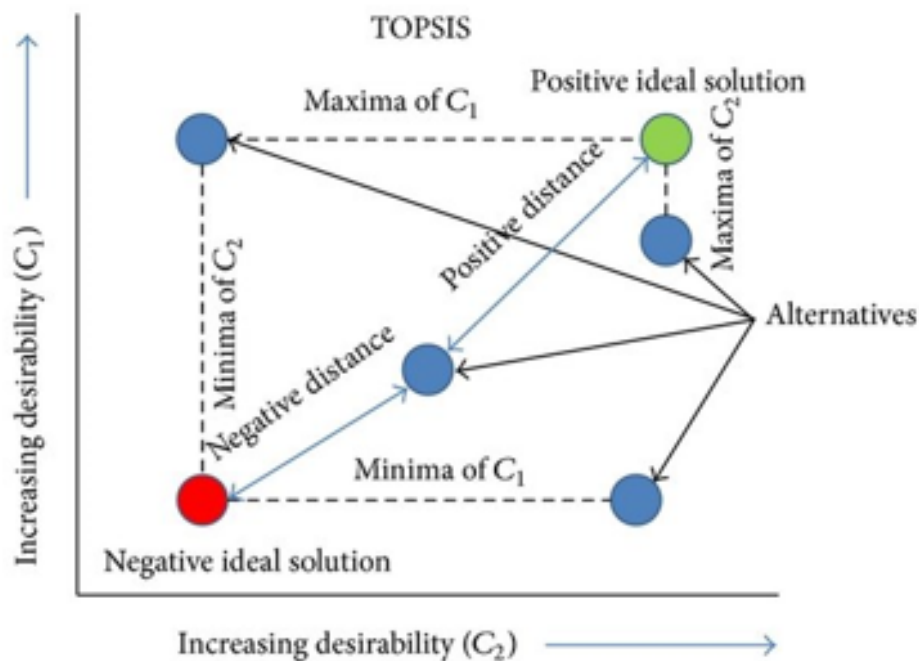 TOPSIS
Positive ideal solution
Maxima of C₁
Maxima of C₂
Positive distance
Minima of C₂
Alternatives
Negative distance
Minima of C₁
Negative ideal solution
Increasing desirability (C₁)
Increasing desirability (C₂)